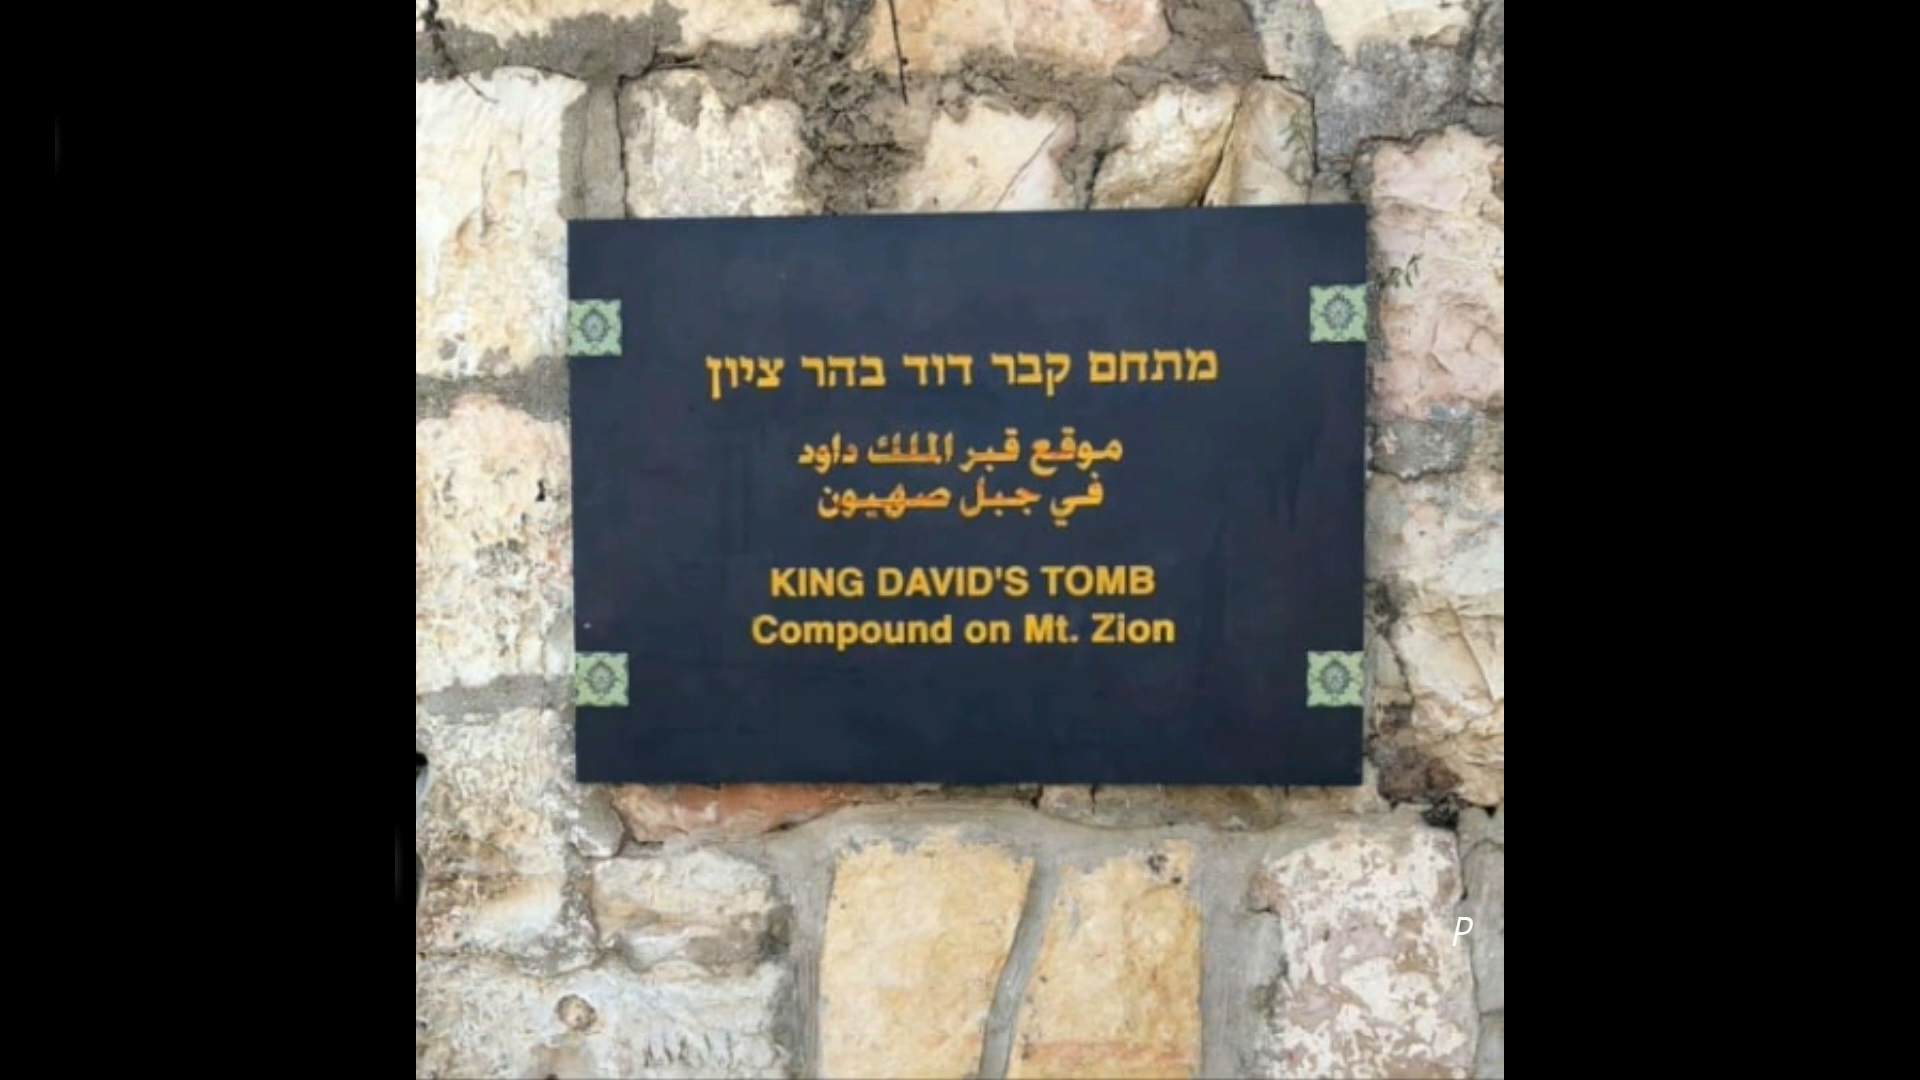 מתחם קבר דוד בהר ציון
موقع قبر الملك داود
في جبل صهيون
KING DAVID'S TOMB
Compound on Mt. Zion
P